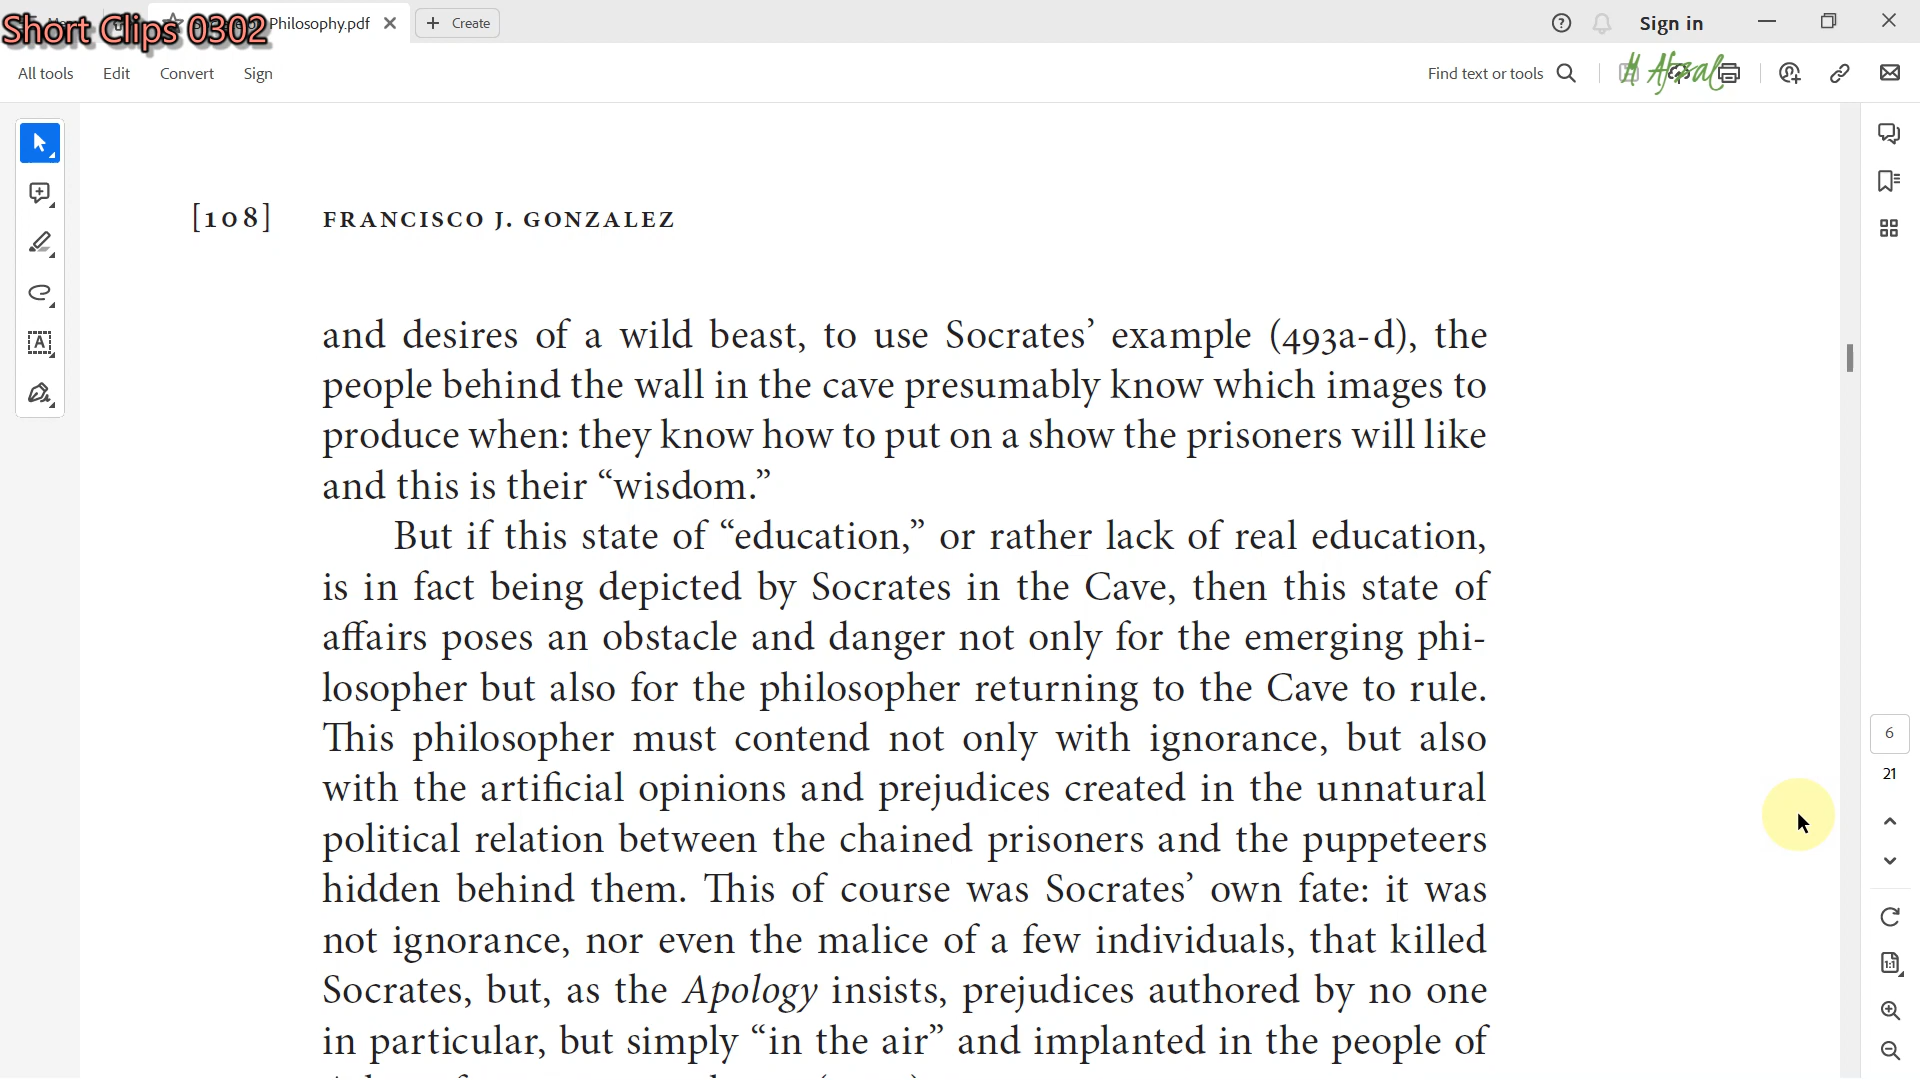 Short Clips 0302
Philosophy.pdf
Create
Sign in
All tools
Edit
Convert
Sign
Find text or tools
M Afzal
[108] FRANCISCO J. GONZALEZ
and desires of a wild beast, to use Socrates’ example (493a-d), the
people behind the wall in the cave presumably know which images to
produce when: they know how to put on a show the prisoners will like
and this is their “wisdom.”
But if this state of “education,” or rather lack of real education,
is in fact being depicted by Socrates in the Cave, then this state of
affairs poses an obstacle and danger not only for the emerging phi-
losopher but also for the philosopher returning to the Cave to rule.
This philosopher must contend not only with ignorance, but also
with the artificial opinions and prejudices created in the unnatural
political relation between the chained prisoners and the puppeteers
hidden behind them. This of course was Socrates’ own fate: it was
not ignorance, nor even the malice of a few individuals, that killed
Socrates, but, as the Apology insists, prejudices authored by no one
in particular, but simply “in the air” and implanted in the people of
6
21